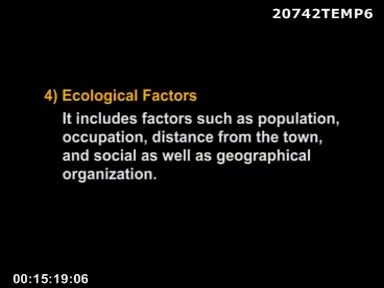 20742TEMP6
4) Ecological Factors
It includes factors such as population,
occupation, distance from the town,
and social as well as geographical
organization.
00:15:19:06